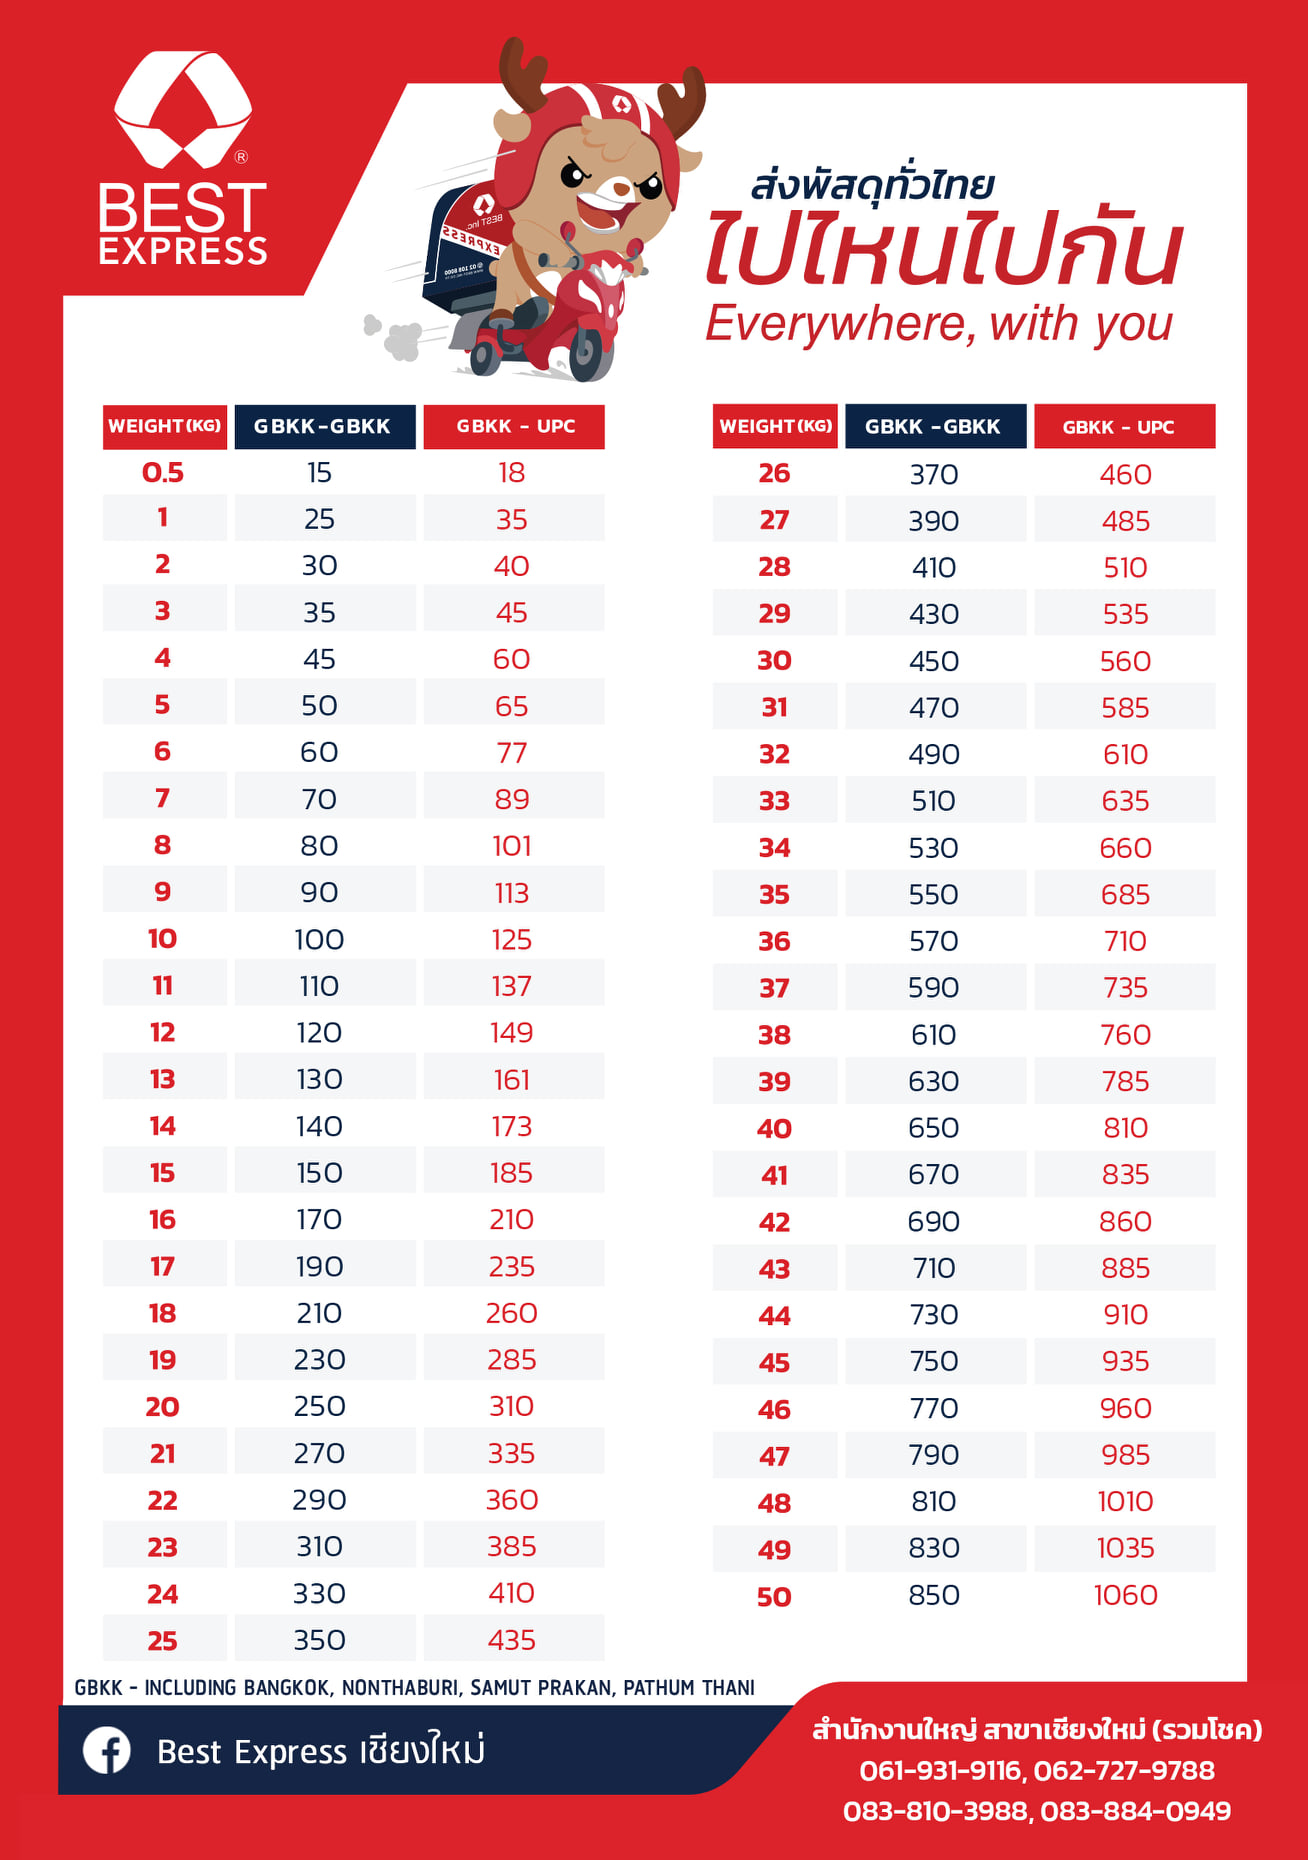 BEST
EXPRESS
®
BEST Inc.
EXPRESS
ส่งพัสดุทั่วไทย
ไปไหนไปกัน
Everywhere, with you
WEIGHT(KG) GBKK-GBKK GBKK - UPC
0.5 15 18
1 25 35
2 30 40
3 35 45
4 45 60
5 50 65
6 60 77
7 70 89
8 80 101
9 90 113
10 100 125
11 110 137
12 120 149
13 130 161
14 140 173
15 150 185
16 170 210
17 190 235
18 210 260
19 230 285
20 250 310
21 270 335
22 290 360
23 310 385
24 330 410
25 350 435
WEIGHT(KG) GBKK -GBKK GBKK - UPC
26 370 460
27 390 485
28 410 510
29 430 535
30 450 560
31 470 585
32 490 610
33 510 635
34 530 660
35 550 685
36 570 710
37 590 735
38 610 760
39 630 785
40 650 810
41 670 835
42 690 860
43 710 885
44 730 910
45 750 935
46 770 960
47 790 985
48 810 1010
49 830 1035
50 850 1060
GBKK - INCLUDING BANGKOK, NONTHABURI, SAMUT PRAKAN, PATHUM THANI
Best Express เชียงใหม่
สำนักงานใหญ่ สาขาเชียงใหม่ (รวมโชค)
061-931-9116, 062-727-9788
083-810-3988, 083-884-0949